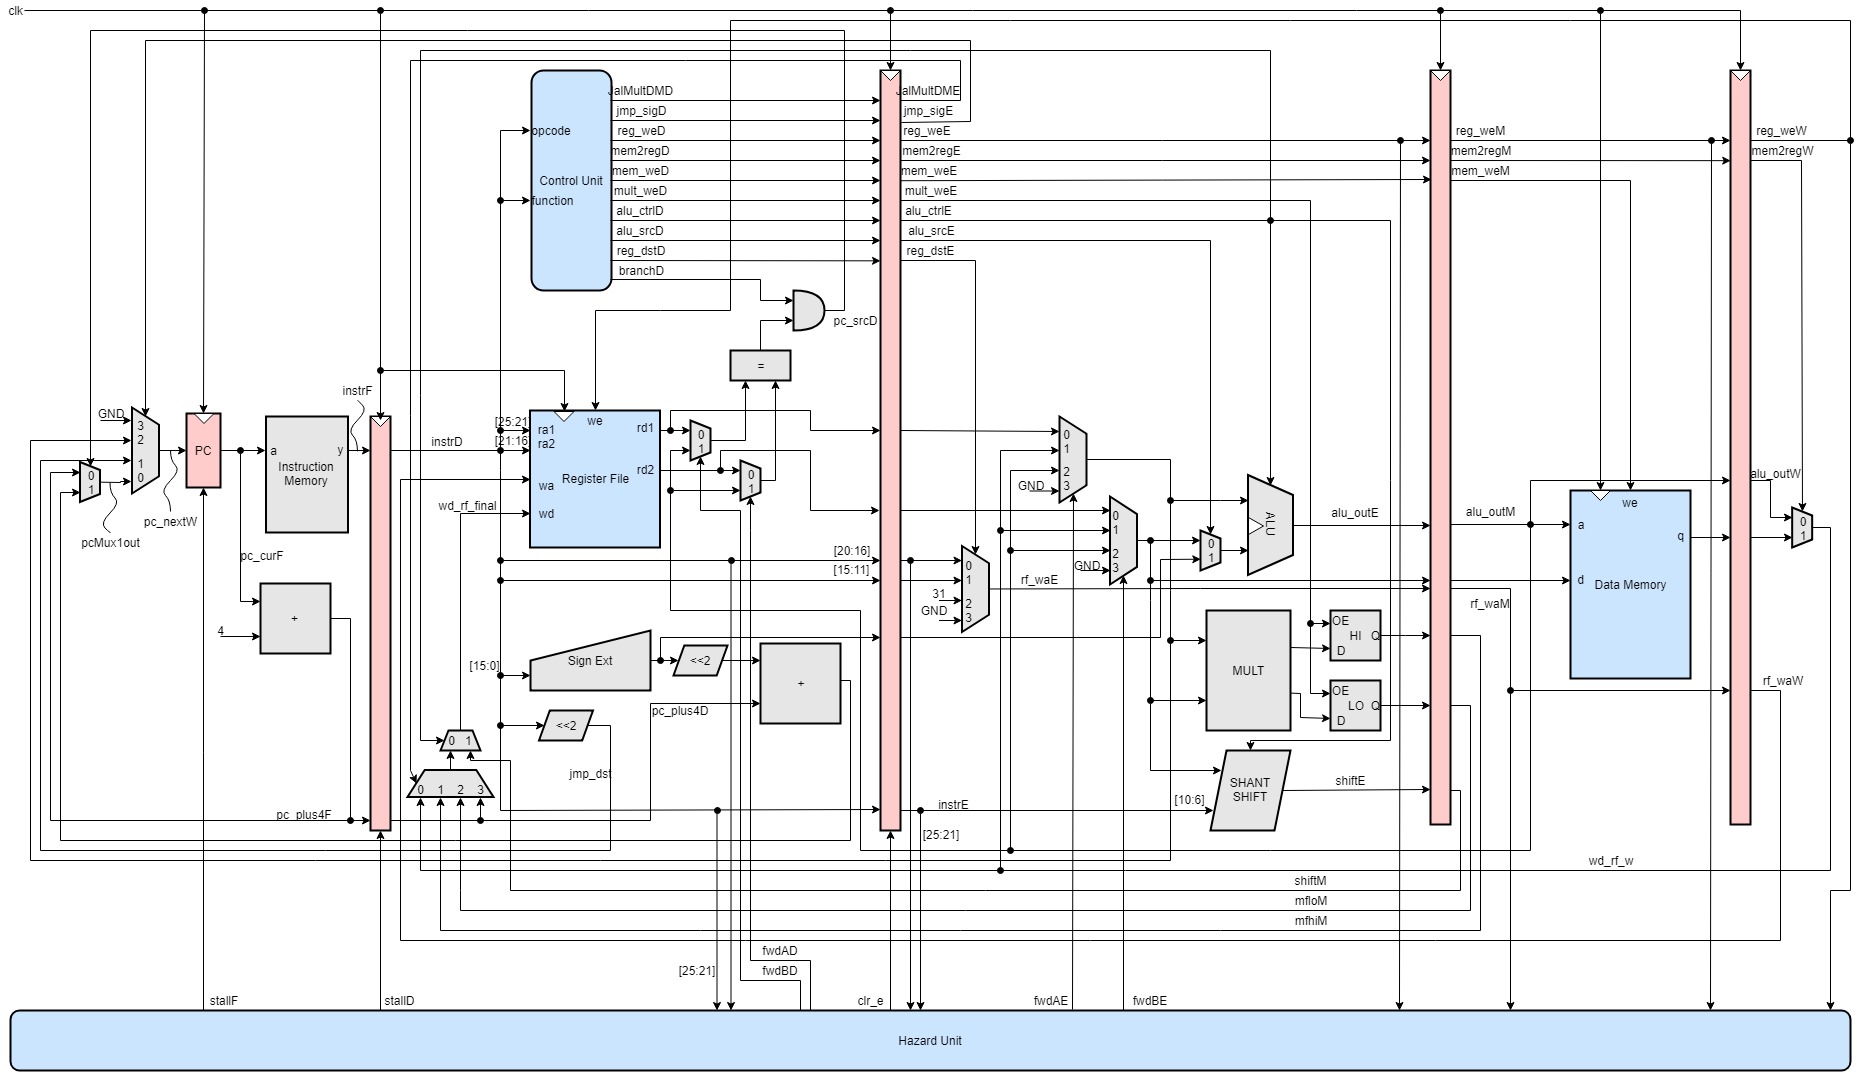 clk
JalMultDMD
JalMultDME
jmp_sigD
jmp_sigE
reg_weD
reg_weE
reg_weM
reg_weW
opcode
mem2regD
mem2regE
mem2regM
mem2regW
mem_weD
mem_weE
mem_weM
Control Unit
mult_weD
mult_weE
function
alu_ctrlD
alu_ctrlE
alu_srcD
alu_srcE
reg_dstD
reg_dstE
branchD
pc_srcD
=
instrF
GND
3
2
1
0
0
1
PC
a
y
Instruction
Memory
pc_nextW
pcMux1out
pc_curF
4
+
pc_plus4F
instrD
[25:21]
[21:16]
ra1
ra2
wa
wd
we
rd1
rd2
Register File
wd_rf_final
0
1
0
1
[20:16]
[15:11]
0
1
2
3
31
GND
rf_waE
0
1
2
3
GND
0
1
2
3
GND
0
1
ALU
alu_outE
alu_outM
alu_outW
we
a
q
d
Data Memory
0
1
rf_waM
rf_waW
[15:0]
Sign Ext
<<2
+
pc_plus4D
<<2
jmp_dst
0 1
0 1 2 3
MULT
OE
HI Q
D
OE
LO Q
D
SHANT
SHIFT
shiftE
[10:6]
instrE
[25:21]
wd_rf_w
shiftM
mfloM
mfhiM
fwdAD
fwdBD
[25:21]
stallF
stallD
clr_e
fwdAE
fwdBE
Hazard Unit